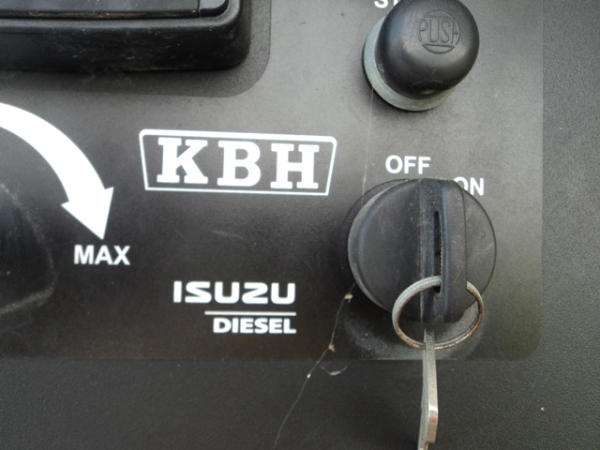 PUSH
KBH
OFF
ON
MAX
ISUZU
DIESEL